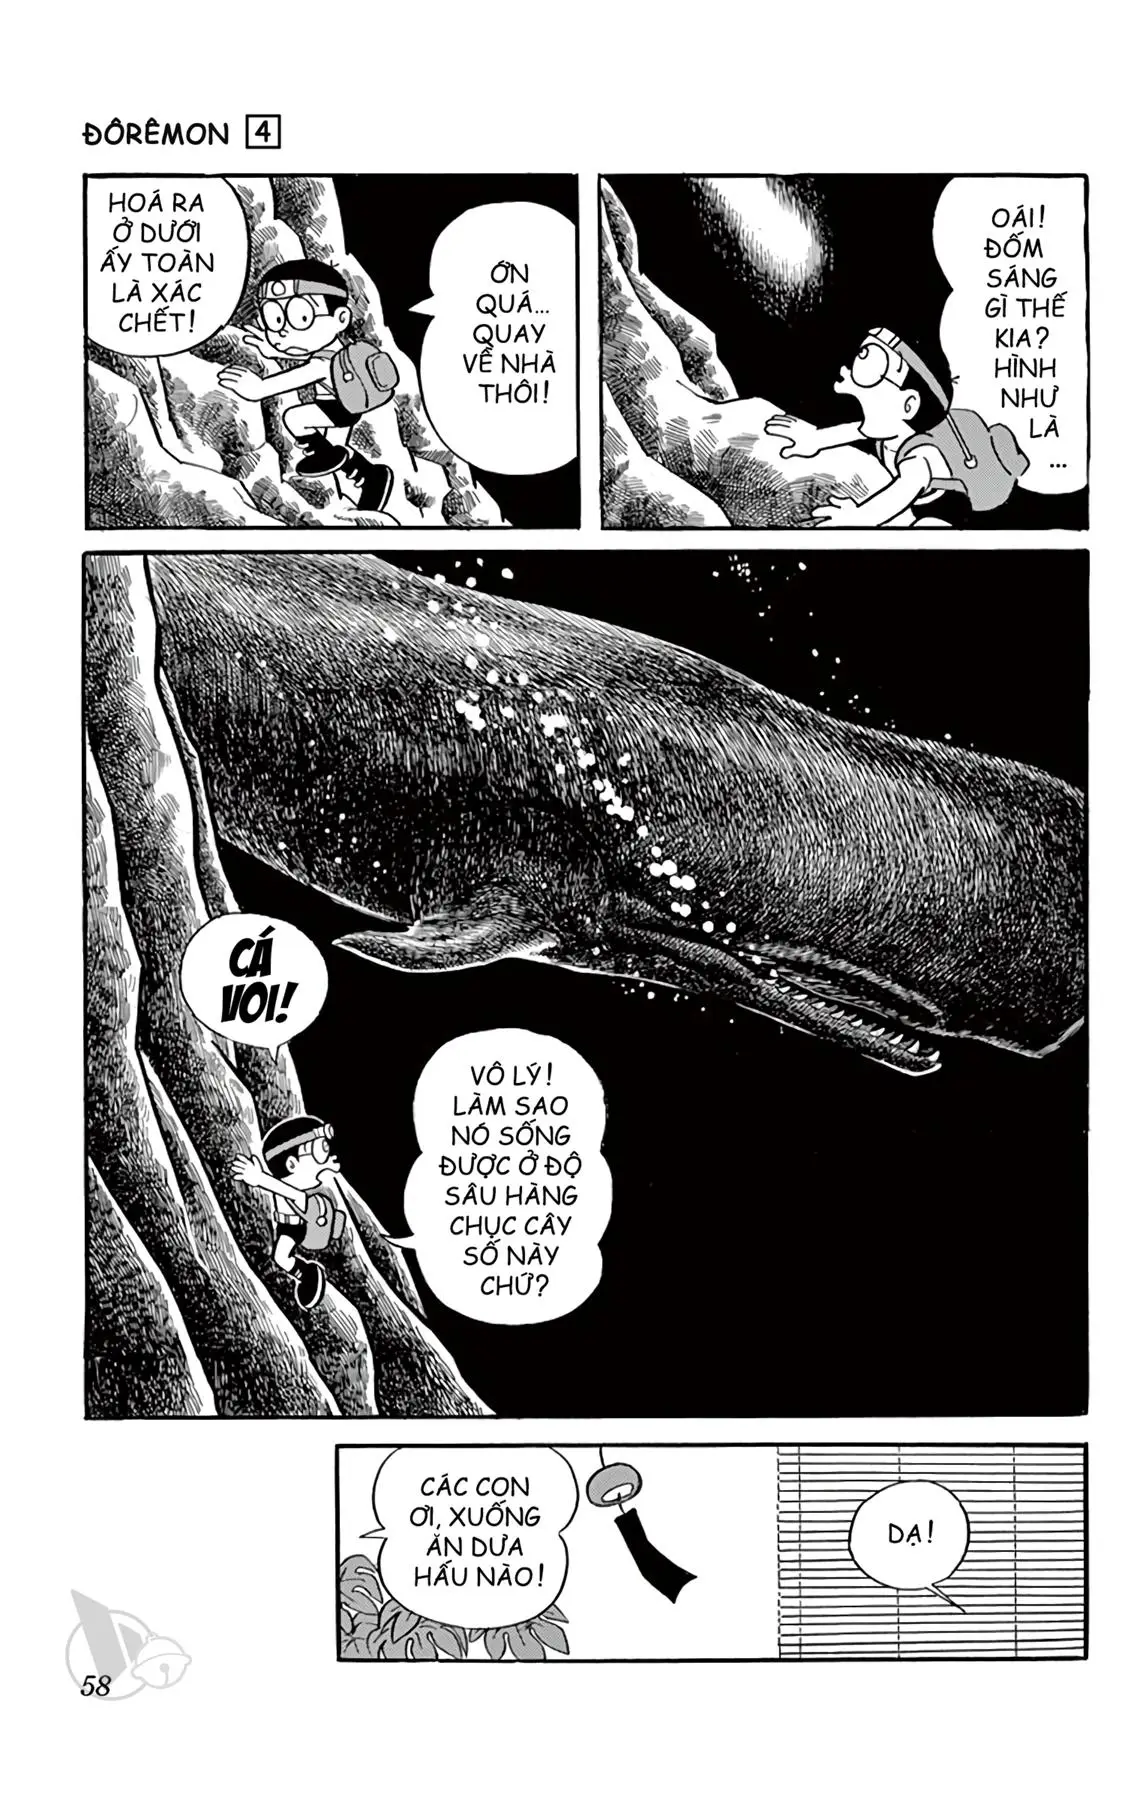 ĐÔRÊMON 4
HOÁ RA
Ở DƯỚI
ẤY TOÀN
LÀ XÁC
CHẾT!
ỚN
QUÁ...
QUAY
VỀ NHÀ
THÔI!
OÁI!
ĐỐM
SÁNG
GÌ THẾ
KIA?
HÌNH
NHƯ
LÀ
...
CÁ
VOI!
VÔ LÝ!
LÀM SAO
NÓ SỐNG
ĐƯỢC Ở ĐỘ
SÂU HÀNG
CHỤC CÂY
SỐ NÀY
CHỨ?
CÁC CON
ƠI, XUỐNG
ĂN DƯA
HẤU NÀO!
DẠ!
58